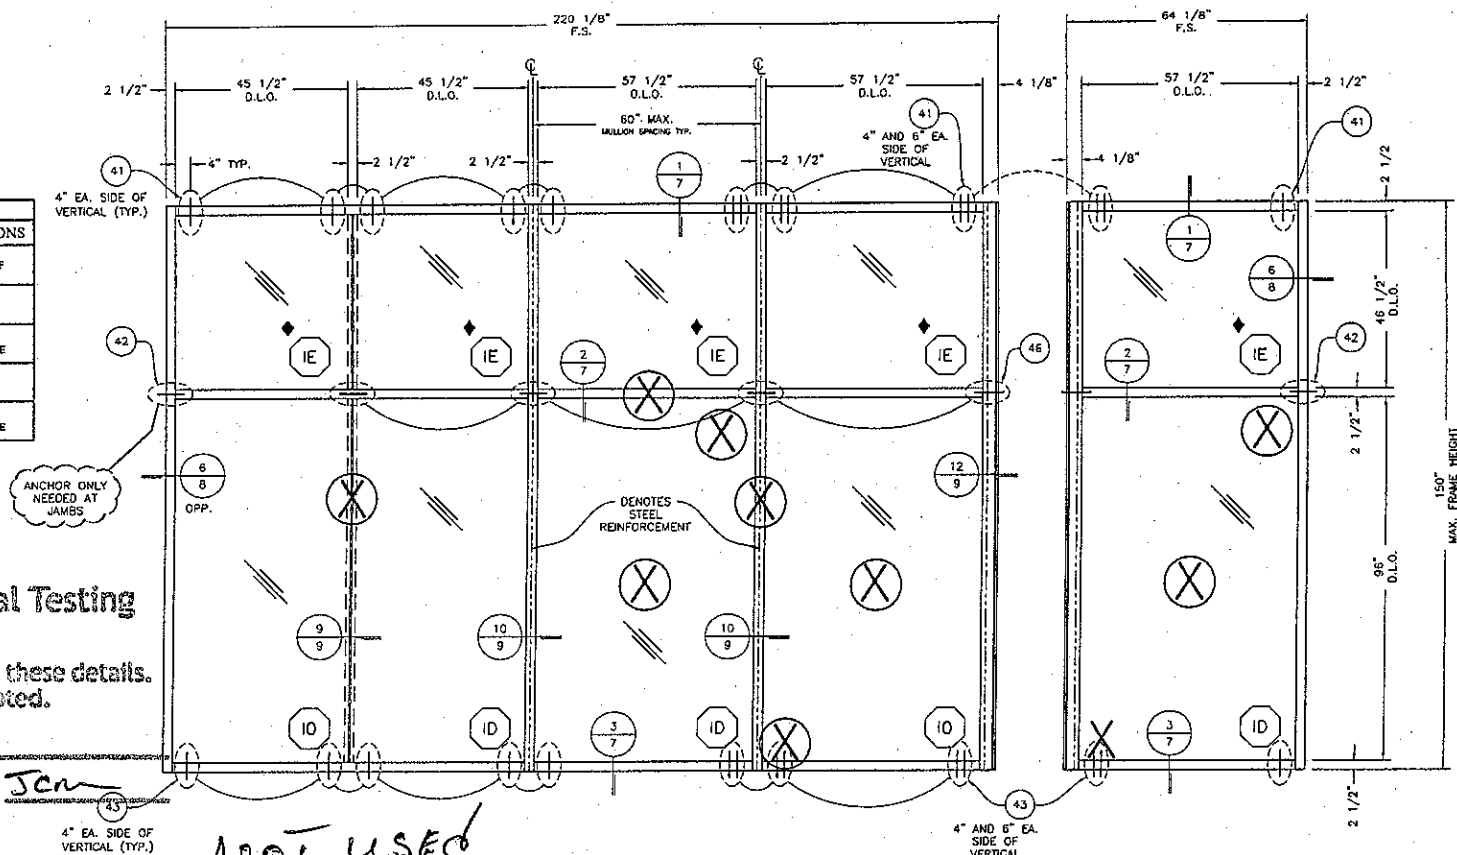 220 1/8"
F.S.
64 1/8"
F.S.
2 1/2"
45 1/2"
D.L.O.
45 1/2"
D.L.O.
57 1/2"
D.L.O.
57 1/2"
D.L.O.
4 1/8"
57 1/2"
D.L.O.
2 1/2"
60" MAX.
MULLION SPACING TYP.
41
4" EA. SIDE OF
VERTICAL (TYP.)
4" TYP.
2 1/2"
2 1/2"
1
7
2 1/2"
41
4" AND 6" EA.
SIDE OF
VERTICAL
4 1/8"
41
2 1/2
1
7
6
8
46 1/2"
D.L.O.
ONS
F
E
E
42
IE
IE
2
7
IE
IE
46
2
7
IE
42
X
X
X
2 1/2"
150"
MAX. FRAME HEIGHT
ANCHOR ONLY
NEEDED AT
JAMBS
6
8
OPP.
X
DENOTES
STEEL
REINFORCEMENT
X
12
9
96"
D.L.O.
X
X
X
al Testing
these details.
9
9
10
9
10
9
IO
ID
3
7
ID
X
IO
X
3
7
ID
2 1/2"
43
4" EA. SIDE OF
VERTICAL (TYP.)
43
4" AND 6" EA.
SIDE OF
VERTICAL
USED